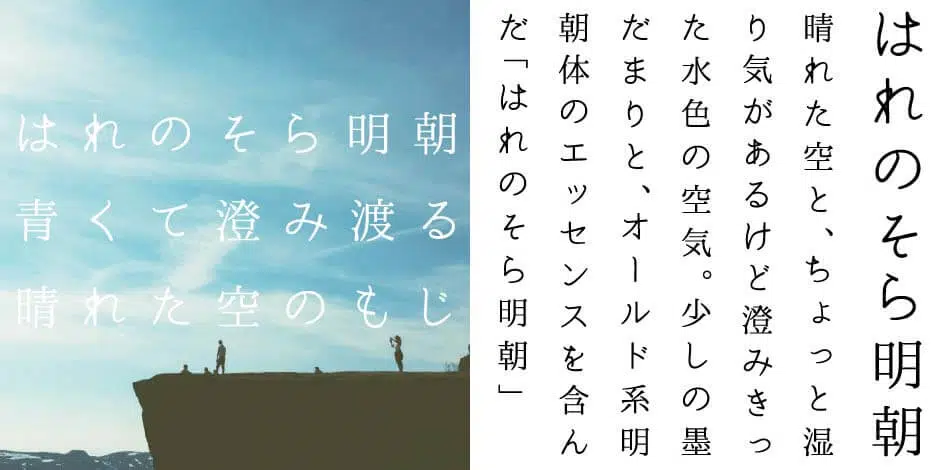 はれのそら明朝
青くて澄み渡る
晴れた空のもじ
はれのそら明朝
晴れた空と、ちょっと湿
り気があるけど澄みきっ
た水色の空気。少しの墨
だまりと、オールド系明
朝体のエッセンスを含ん
だ「はれのそら明朝」